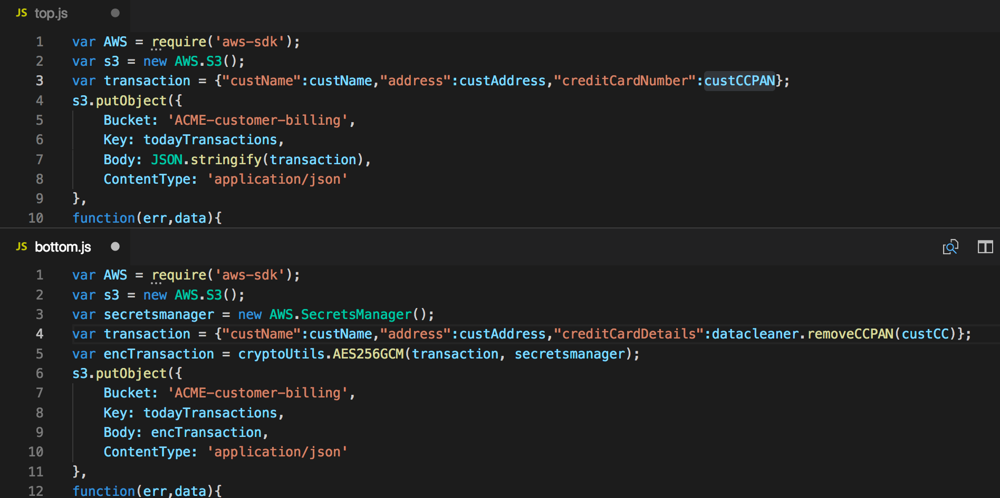 JS top.js
1 var AWS = require('aws-sdk');
2 var s3 = new AWS.S3();
3 var transaction = {"custName":custName,"address":custAddress,"creditCardNumber":custCCPAN};
4 s3.putObject({
5 Bucket: 'ACME-customer-billing',
6 Key: todayTransactions,
7 Body: JSON.stringify(transaction),
8 ContentType: 'application/json'
9 },
10 function(err,data){
JS bottom.js
1 var AWS = require('aws-sdk');
2 var s3 = new AWS.S3();
3 var secretsmanager = new AWS.SecretsManager();
4 var transaction = {"custName":custName,"address":custAddress,"creditCardDetails":datacleaner.removeCCPAN(custCC)};
5 var encTransaction = cryptoUtils.AES256GCM(transaction, secretsmanager);
6 s3.putObject({
7 Bucket: 'ACME-customer-billing',
8 Key: todayTransactions,
9 Body: encTransaction,
10 ContentType: 'application/json'
11 },
12 function(err,data){